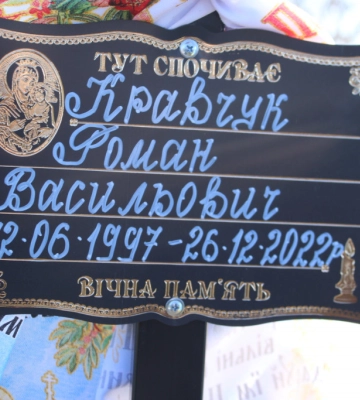 ТУТ СПОЧИВАЄ
Кравчук
Роман
Васильович
2·06·1997-26·12·2022р
ВІЧНА ПАМ'ЯТЬ